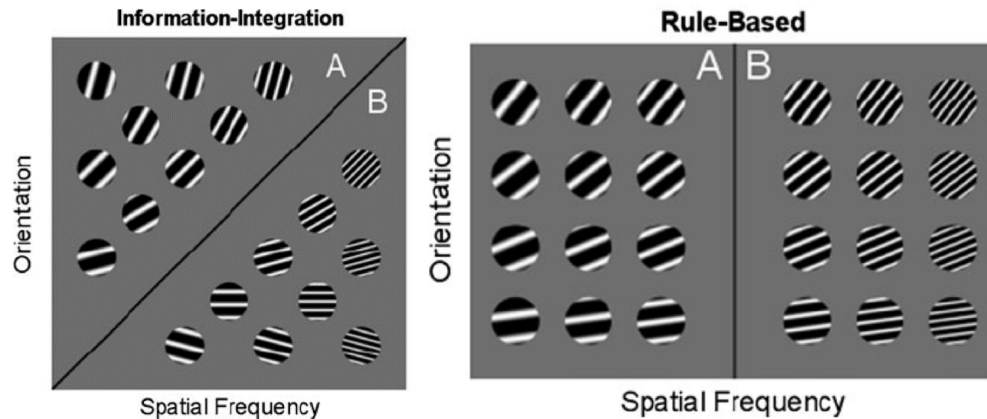 Information-Integration
A
B
Orientation
Spatial Frequency
Rule-Based
A B
Orientation
Spatial Frequency